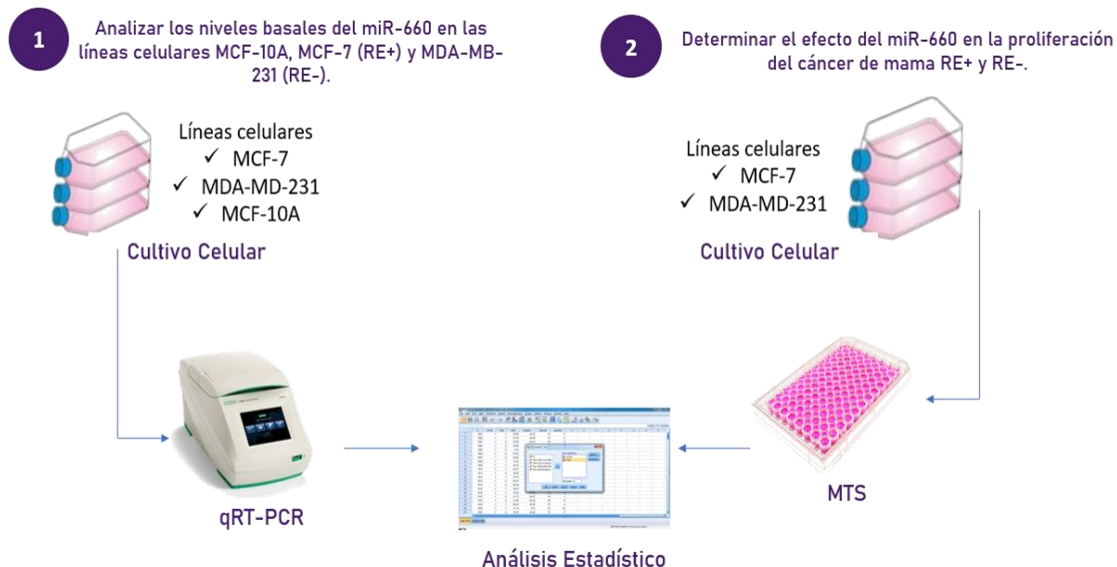 1
Analizar los niveles basales del miR-660 en las
líneas celulares MCF-10A, MCF-7 (RE+) y MDA-MB-
231 (RE-).
Líneas celulares
✓ MCF-7
✓ MDA-MD-231
✓ MCF-10A
Cultivo Celular
qRT-PCR
2
Determinar el efecto del miR-660 en la proliferación
del cáncer de mama RE+ y RE-.
Líneas celulares
✓ MCF-7
✓ MDA-MD-231
Cultivo Celular
MTS
Análisis Estadístico